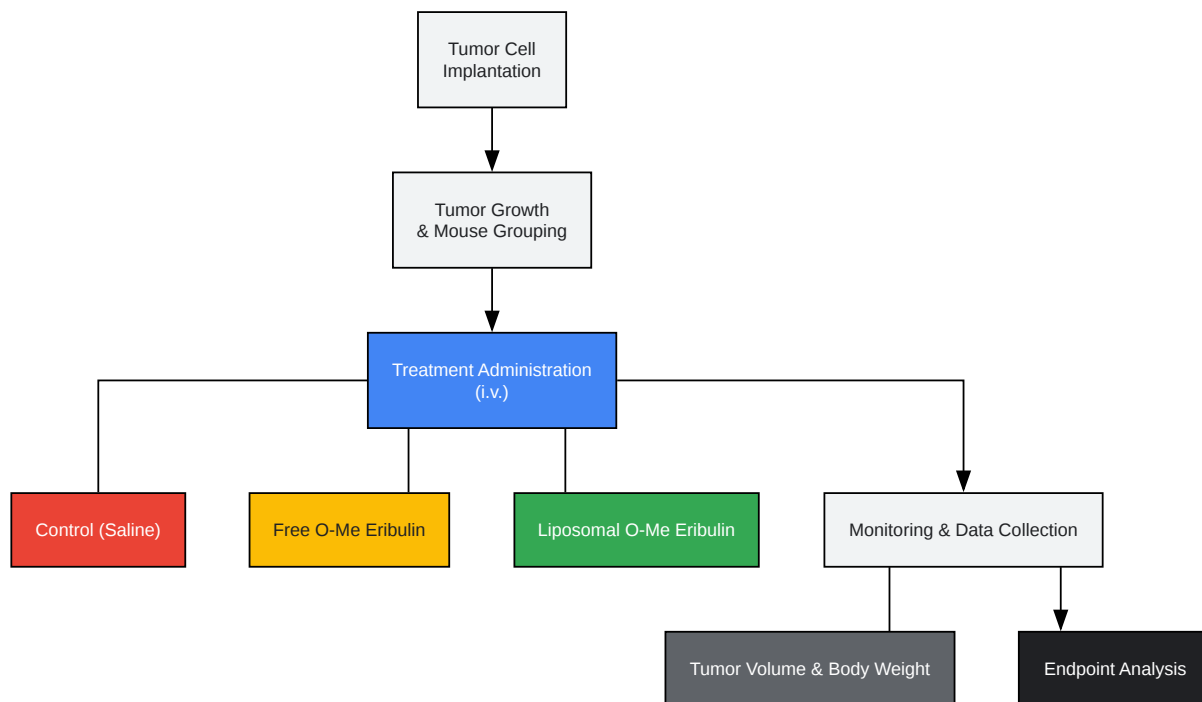 Tumor Cell
Implantation
Tumor Growth
& Mouse Grouping
Treatment Administration
(i.v.)
Control (Saline)
Free O-Me Eribulin
Liposomal O-Me Eribulin
Monitoring & Data Collection
Tumor Volume & Body Weight
Endpoint Analysis